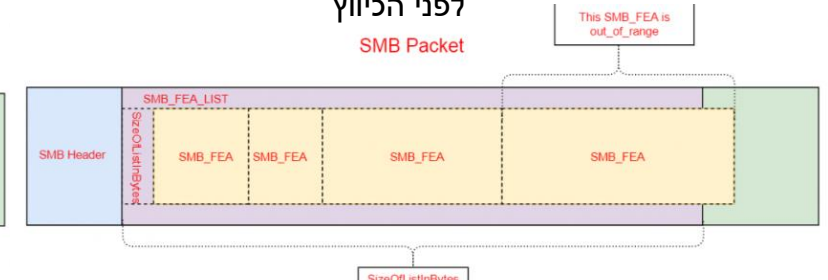 לפני הכיווץ
SMB Packet
This SMB_FEA is
out_of_range
SMB_FEA_LIST
SMB Header
SizeOfListInBytes
SMB_FEA
SMB_FEA
SMB_FEA
SMB_FEA
SizeOfListInBytes